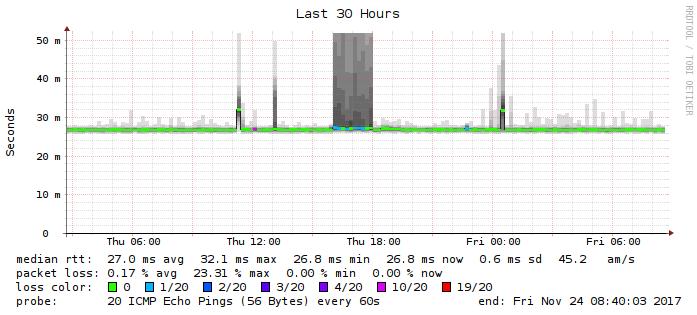 Last 30 Hours
RRDTOOL / TOBI OETIKER
Seconds
50 m
40 m
30 m
20 m
10 m
0
Thu 06:00 Thu 12:00 Thu 18:00 Fri 00:00 Fri 06:00
median rtt: 27.0 ms avg 32.1 ms max 26.8 ms min 26.8 ms now 0.6 ms sd 45.2 am/s
packet loss: 0.17 % avg 23.31 % max 0.00 % min 0.00 % now
loss color: 0 1/20 2/20 3/20 4/20 10/20 19/20
probe: 20 ICMP Echo Pings (56 Bytes) every 60s end: Fri Nov 24 08:40:03 2017